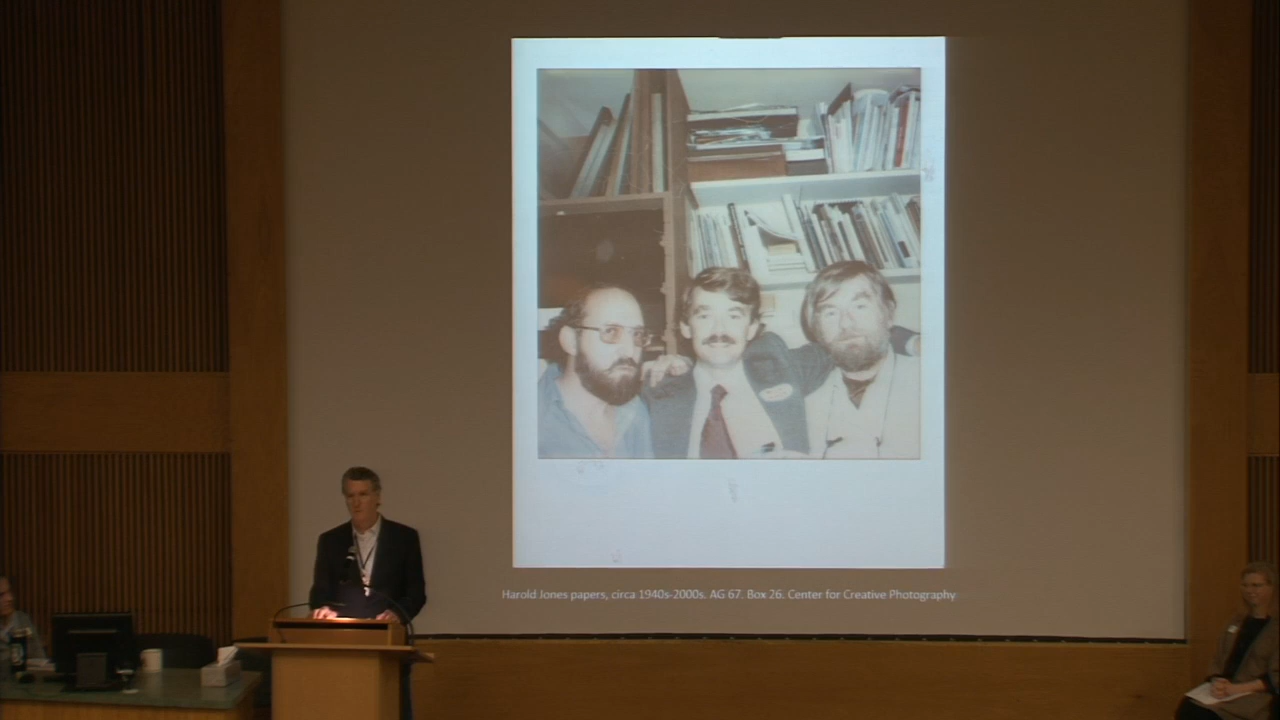 Harold Jones papers, circa 1940s-2000s. AG 67. Box 26. Center for Creative Photography